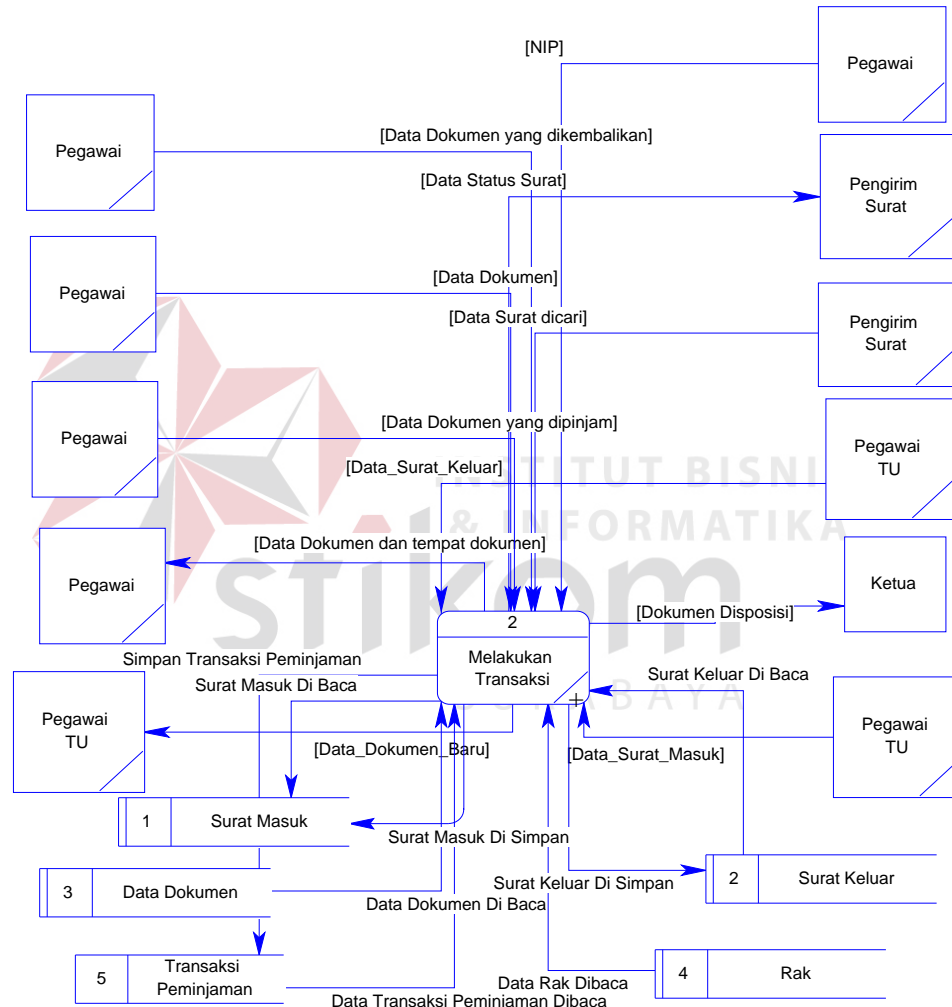 [NIP]
Pegawai
[Data Dokumen yang dikembalikan]
Pegawai
[Data Status Surat]
Pengirim
Surat
[Data Dokumen]
Pegawai
[Data Surat dicari]
Pengirim
Surat
[Data Dokumen yang dipinjam]
Pegawai
Pegawai
TU
[Data_Surat_Keluar]
INSTITUT BISNI
& INFORMATIKA
stikom
SURABAYA
[Data Dokumen dan tempat dokumen]
Pegawai
Ketua
[Dokumen Disposisi]
2
Melakukan
Transaksi
+
Simpan Transaksi Peminjaman
Surat Masuk Di Baca
Surat Keluar Di Baca
Pegawai
TU
Pegawai
TU
[Data_Dokumen_Baru]
[Data_Surat_Masuk]
1
Surat Masuk
Surat Masuk Di Simpan
3
Data Dokumen
Surat Keluar Di Simpan
2
Surat Keluar
Data Dokumen Di Baca
5
Transaksi
Peminjaman
Data Rak Dibaca
4
Rak
Data Transaksi Peminjaman Dibaca